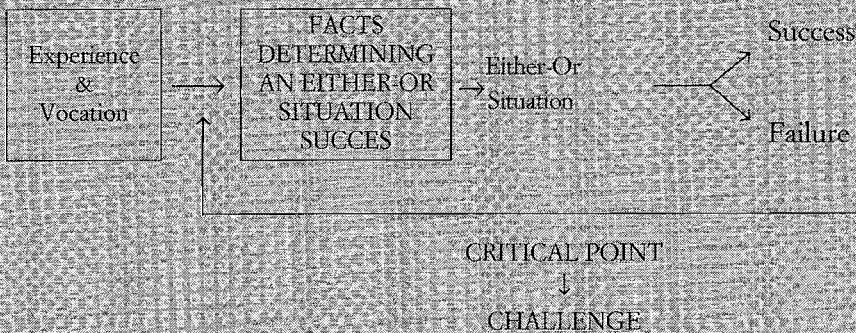 Experience
&
Vocation
FACTS
DETERMINING
AN EITHER-OR
SITUATION
SUCCES
Either-Or
Situation
Success
Failure
CRITICAL POINT
CHALLENGE